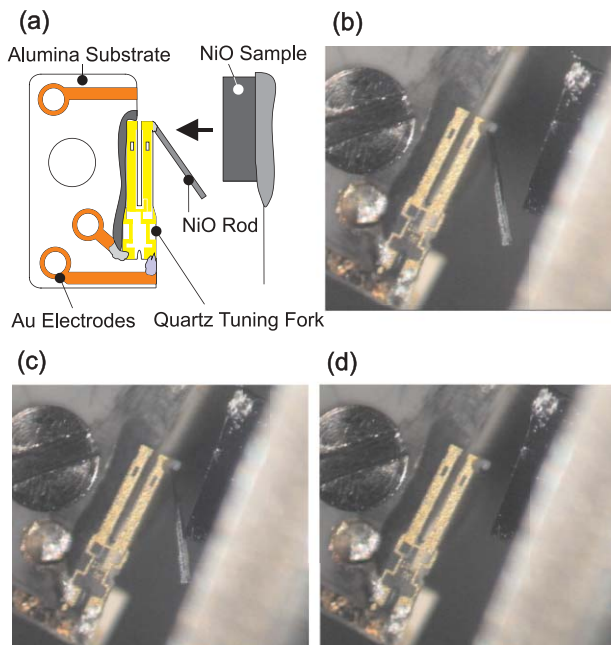 (a)
Alumina Substrate
NiO Sample
NiO Rod
Au Electrodes
Quartz Tuning Fork
(b)
(c)
(d)